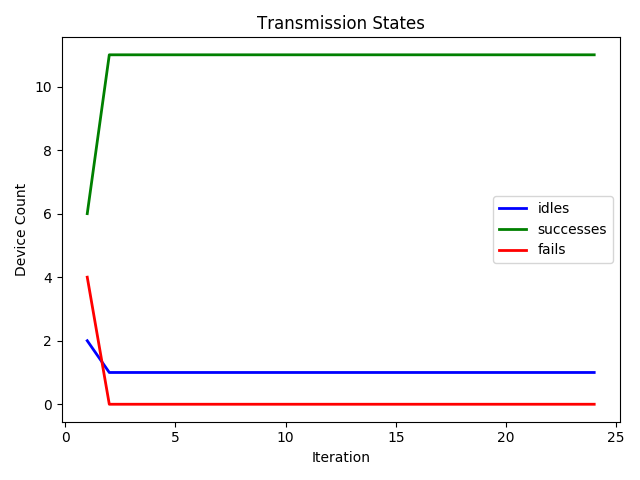 Transmission States
Device Count
10
8
6
4
2
0
idles
successes
fails
0 5 10 15 20 25
Iteration